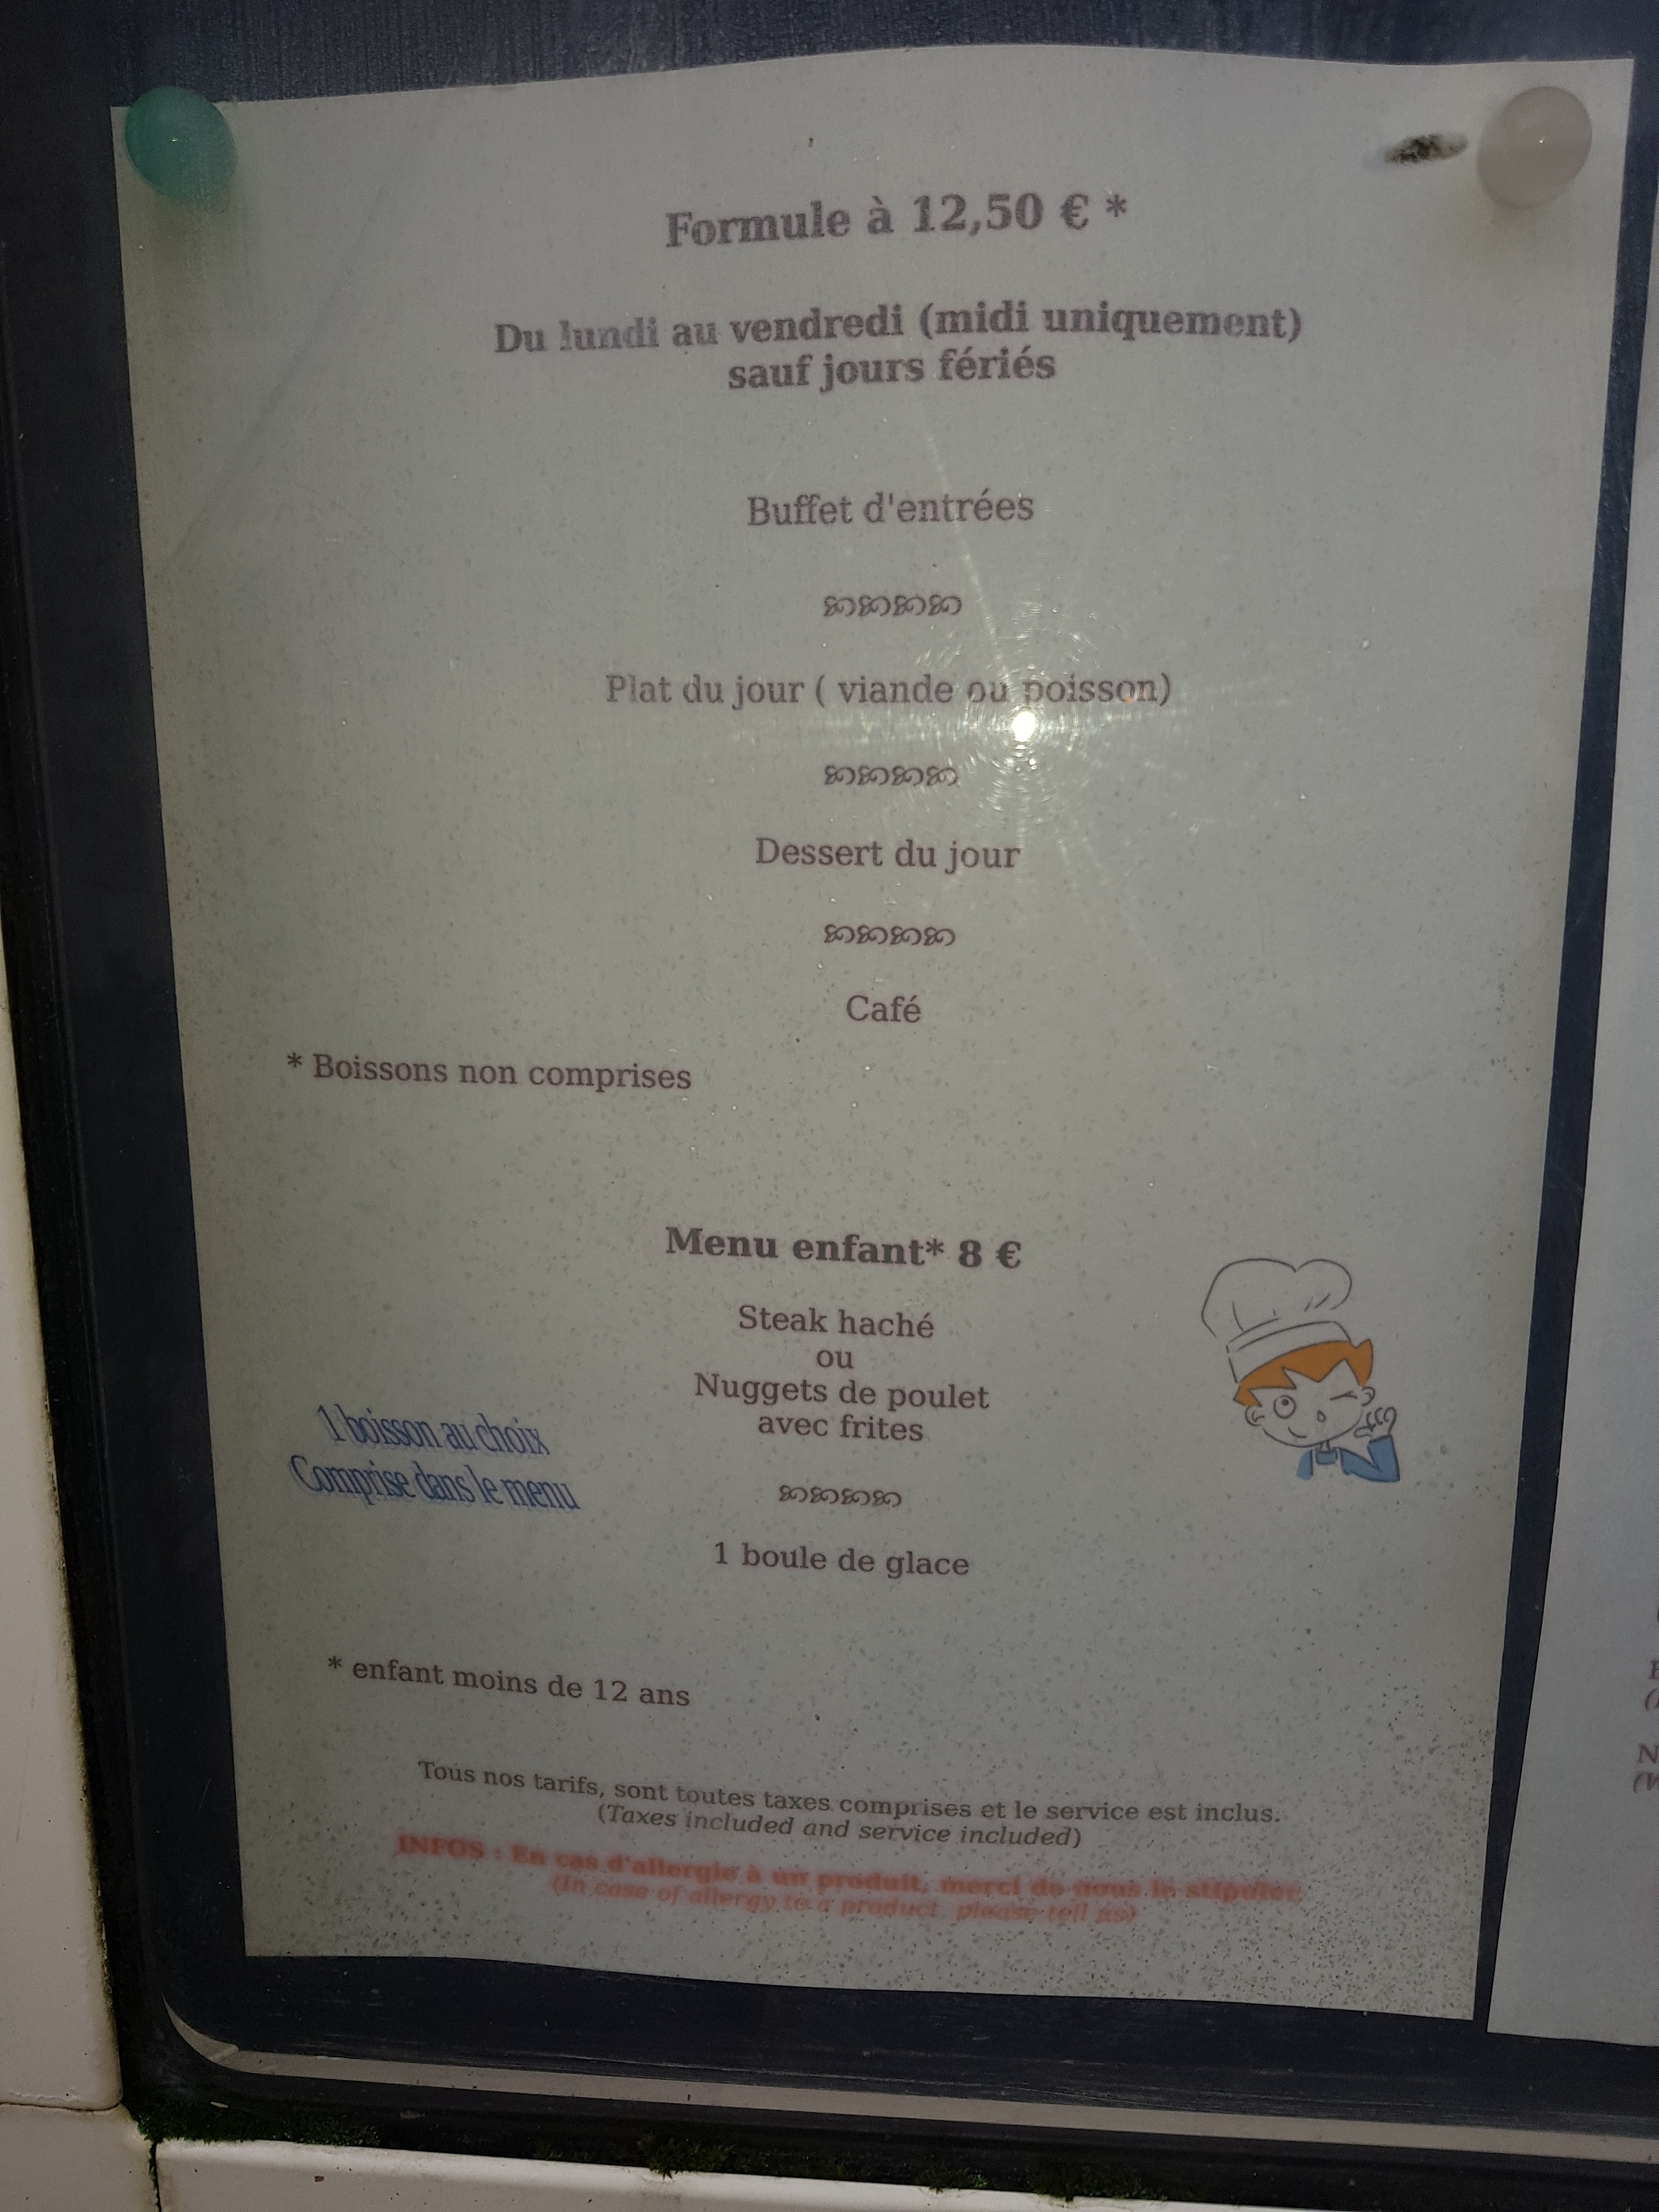 Formule à 12,50 € *
Du lundi au vendredi (midi uniquement)
sauf jours fériés
Buffet d'entrées
Plat du jour ( viande ou poisson)
Dessert du jour
Café
* Boissons non comprises
Menu enfant* 8 €
Steak haché
ou
Nuggets de poulet
avec frites
1 boisson au choix
Comprise dans le menu
1 boule de glace
* enfant moins de 12 ans
Tous nos tarifs, sont toutes taxes comprises et le service est inclus.
(Taxes included and service included)
INFOS : En cas d'allergie à un produit, merci de nous le stipuler.
(In case of allergy to a product, please tell us)